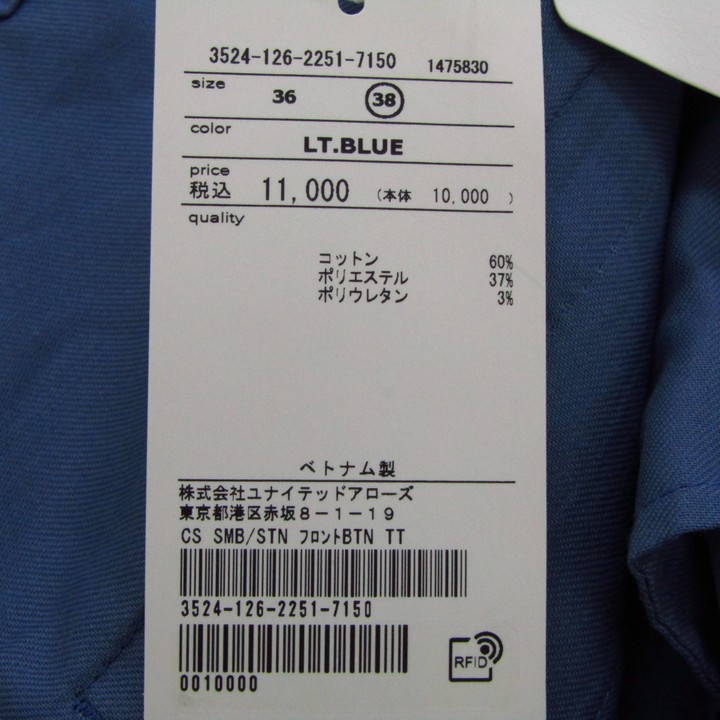 3524-126-2251-7150 1475830
size 36 38
color
LT.BLUE
price
税込 11,000 (本体 10,000 )
quality
コットン 60%
ポリエステル 37%
ポリウレタン 3%
ベトナム製
株式会社ユナイテッドアローズ
東京都港区赤坂8-1-19
CS SMB/STN フロントBTN TT
3524-126-2251-7150
RFID
0010000